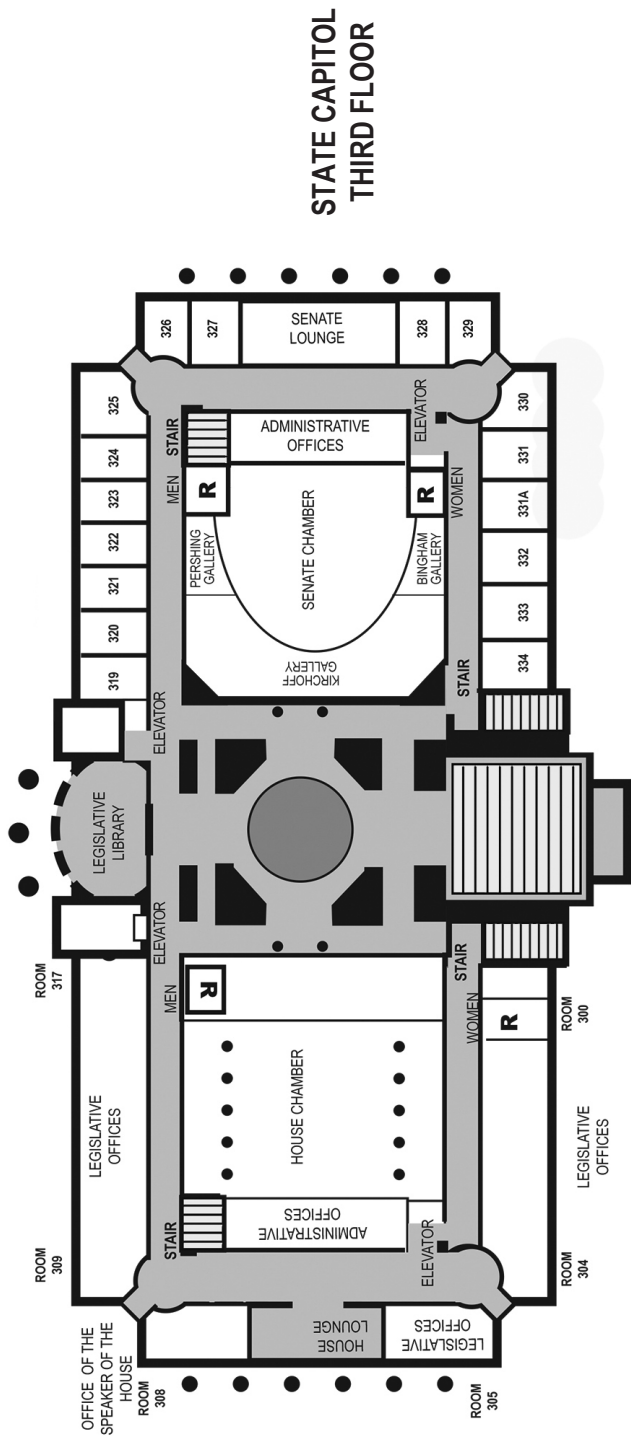 STATE CAPITOL
THIRD FLOOR
326
327
SENATE
LOUNGE
328
329
325
324
323
322
321
320
319
STAIR
MEN
R
ADMINISTRATIVE
OFFICES
ELEVATOR
R
WOMEN
PERSHING
GALLERY
SENATE CHAMBER
BINGHAM
GALLERY
KIRCHOFF
GALLERY
330
331
331A
332
333
334
STAIR
ELEVATOR
LEGISLATIVE
LIBRARY
ELEVATOR
ROOM
317
MEN
R
STAIR
WOMEN
R
ROOM
300
LEGISLATIVE
OFFICES
HOUSE CHAMBER
LEGISLATIVE
OFFICES
STAIR
ADMINISTRATIVE
OFFICES
ELEVATOR
ROOM
309
ROOM
304
OFFICE OF THE
SPEAKER OF THE
HOUSE
ROOM
308
HOUSE
LOUNGE
LEGISLATIVE
OFFICES
ROOM
305